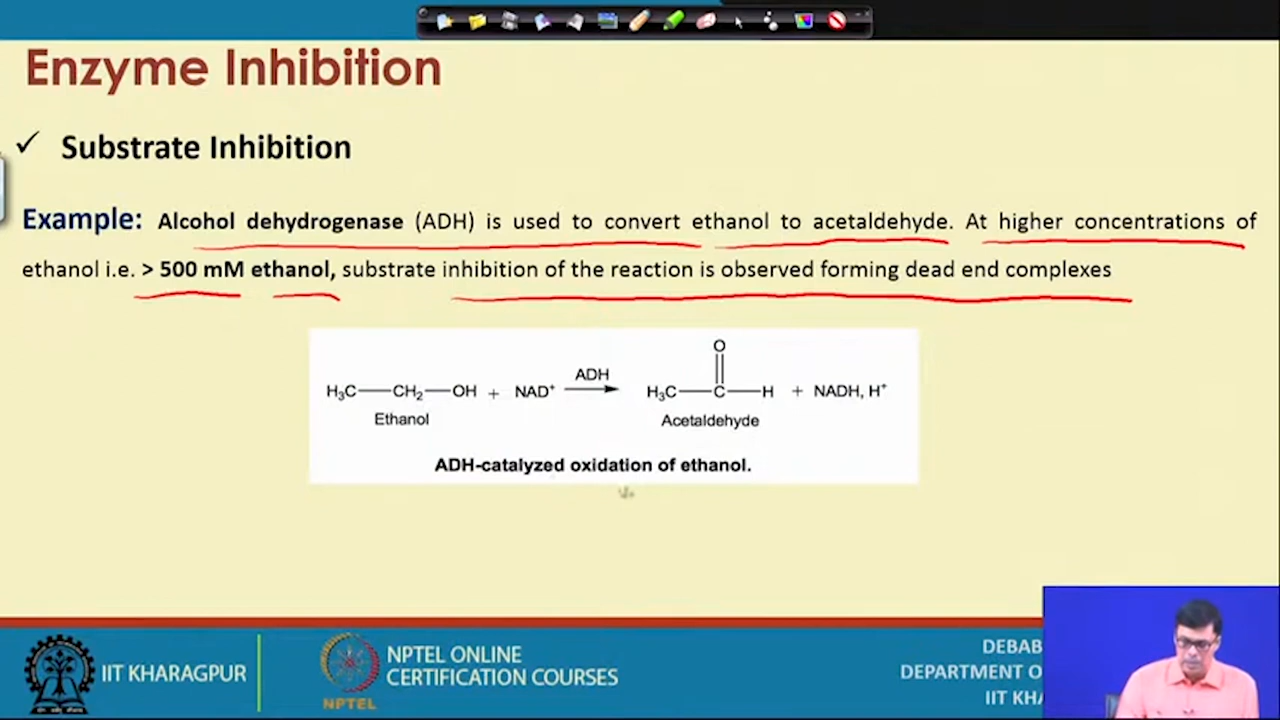 Enzyme Inhibition
✓ Substrate Inhibition
Example: Alcohol dehydrogenase (ADH) is used to convert ethanol to acetaldehyde. At higher concentrations of
ethanol i.e. > 500 mM ethanol, substrate inhibition of the reaction is observed forming dead end complexes
O
ADH
H₃C—CH₂—OH + NAD⁺ → H₃C—C—H + NADH, H⁺
Ethanol Acetaldehyde
ADH-catalyzed oxidation of ethanol.
IIT KHARAGPUR
NPTEL
NPTEL ONLINE
CERTIFICATION COURSES
DEBAB
DEPARTMENT O
IIT KHA